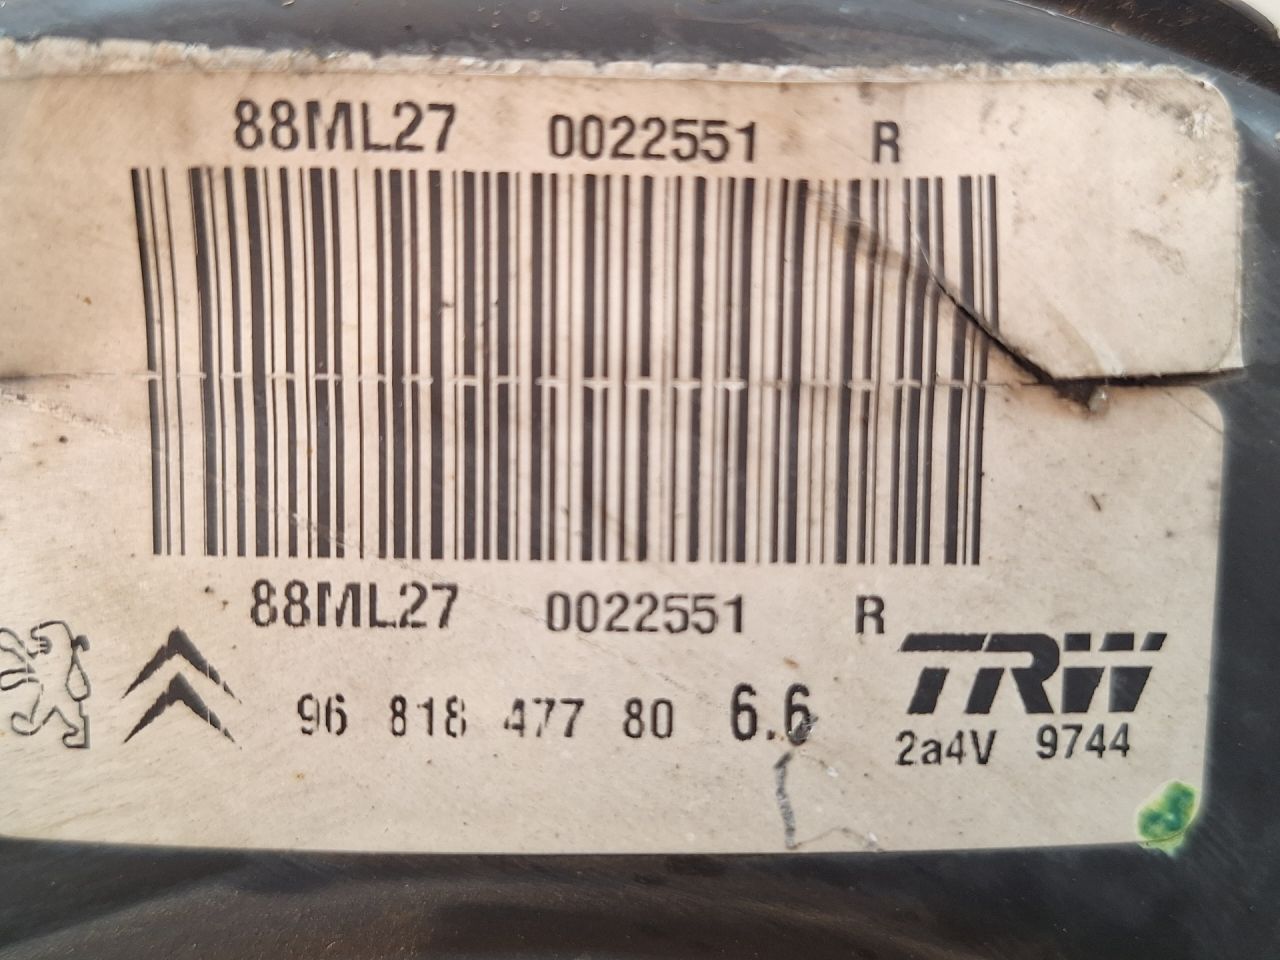 88ML27 0022551 R
88ML27 0022551 R
96 818 477 80 6.6
TRW
2a4V 9744